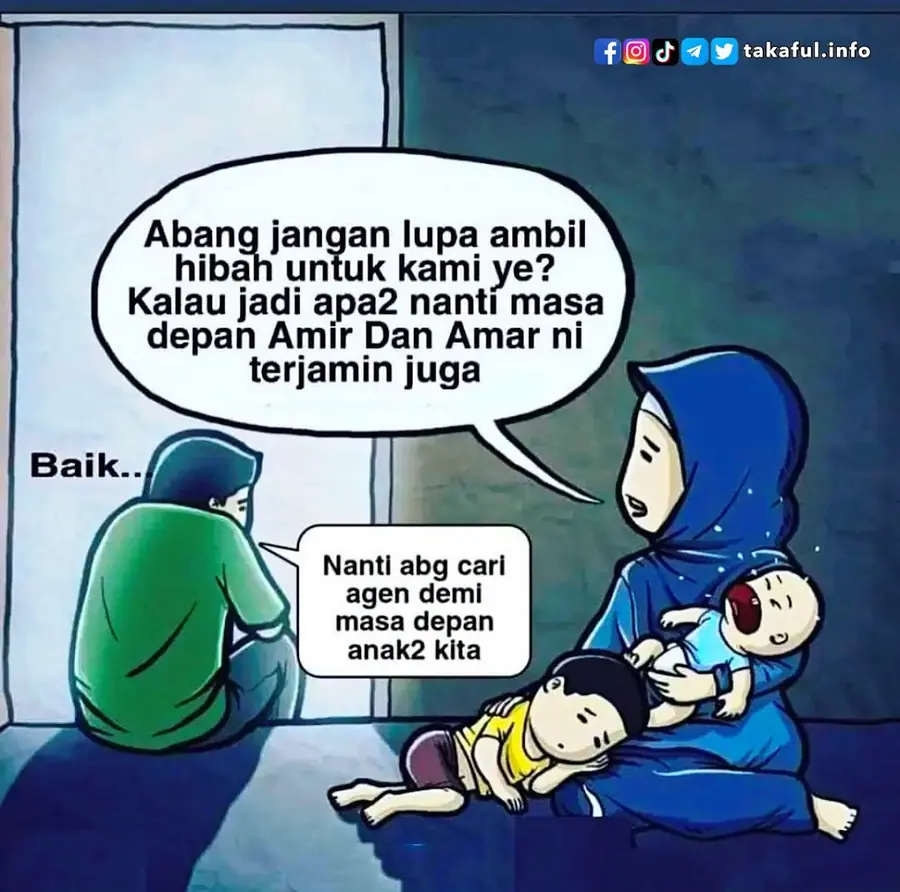 takaful.info
Abang jangan lupa ambil
hibah untuk kami ye?
Kalau jadi apa2 nanti masa
depan Amir Dan Amar ni
terjamin juga
Baik...
Nanti abg cari
agen demi
masa depan
anak2 kita